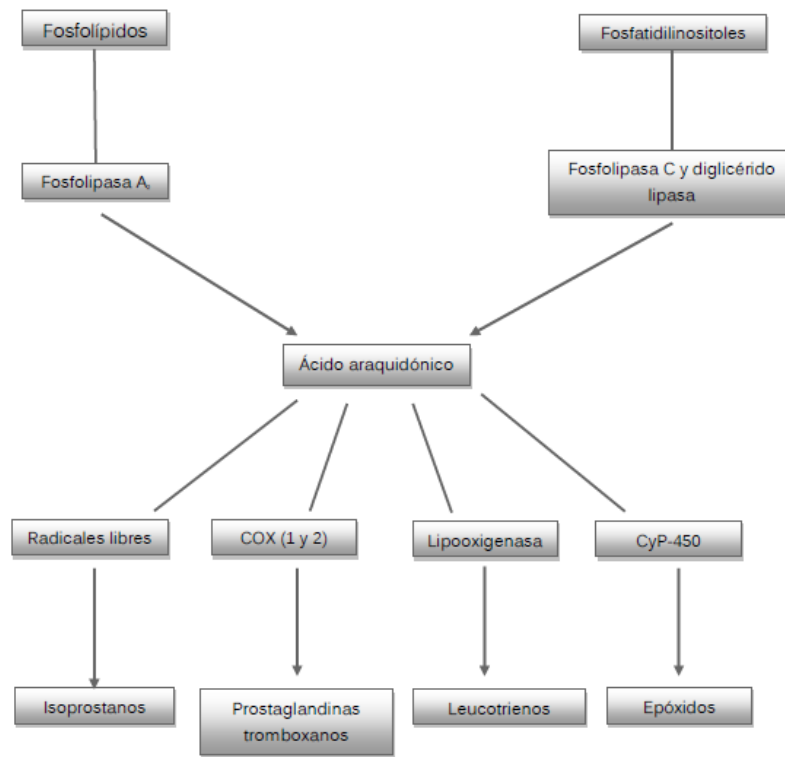 Fosfolípidos
Fosfatidilinositoles
Fosfolipasa A₂
Fosfolipasa C y diglicérido
lipasa
Ácido araquidónico
Radicales libres
COX (1 y 2)
Lipooxigenasa
CyP-450
Isoprostanos
Prostaglandinas
tromboxanos
Leucotrienos
Epóxidos